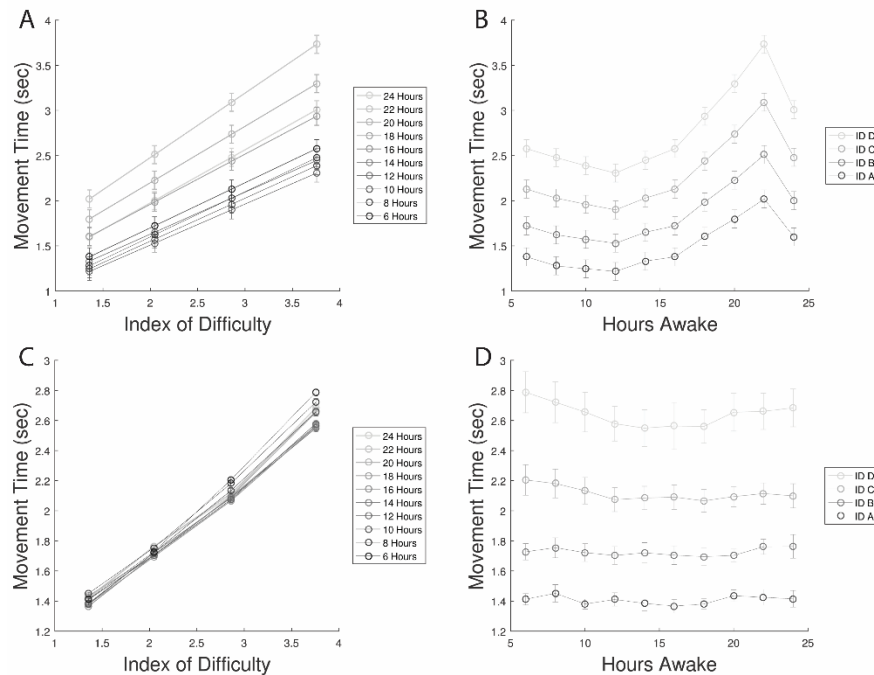 A
Movement Time (sec)
4
3.5
3
2.5
2
1.5
1
1
1.5
2
2.5
3
3.5
4
Index of Difficulty
24 Hours
22 Hours
20 Hours
18 Hours
16 Hours
14 Hours
12 Hours
10 Hours
8 Hours
6 Hours
B
Movement Time (sec)
4
3.5
3
2.5
2
1.5
1
5
10
15
20
25
Hours Awake
ID D
ID C
ID B
ID A
C
Movement Time (sec)
3
2.8
2.6
2.4
2.2
2
1.8
1.6
1.4
1.2
1
1.5
2
2.5
3
3.5
4
Index of Difficulty
24 Hours
22 Hours
20 Hours
18 Hours
16 Hours
14 Hours
12 Hours
10 Hours
8 Hours
6 Hours
D
Movement Time (sec)
3
2.8
2.6
2.4
2.2
2
1.8
1.6
1.4
1.2
5
10
15
20
25
Hours Awake
ID D
ID C
ID B
ID A